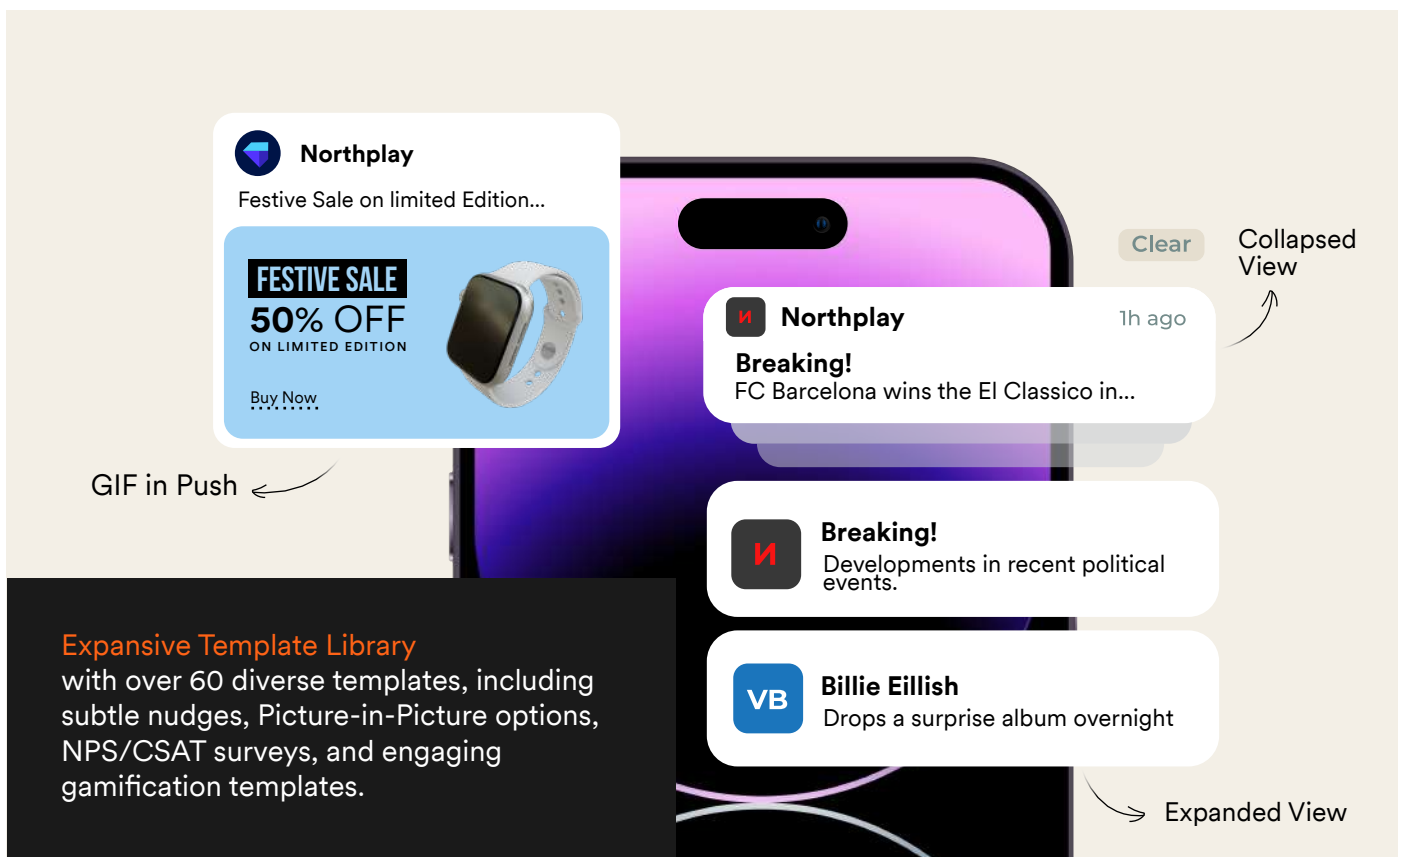 Northplay
Festive Sale on limited Edition...
FESTIVE SALE
50% OFF
ON LIMITED EDITION
Buy Now
GIF in Push
Clear
Collapsed
View
Northplay
1h ago
Breaking!
FC Barcelona wins the El Classico in...
Breaking!
Developments in recent political
events.
VB
Billie Eillish
Drops a surprise album overnight
Expanded View
Expansive Template Library
with over 60 diverse templates, including
subtle nudges, Picture-in-Picture options,
NPS/CSAT surveys, and engaging
gamification templates.